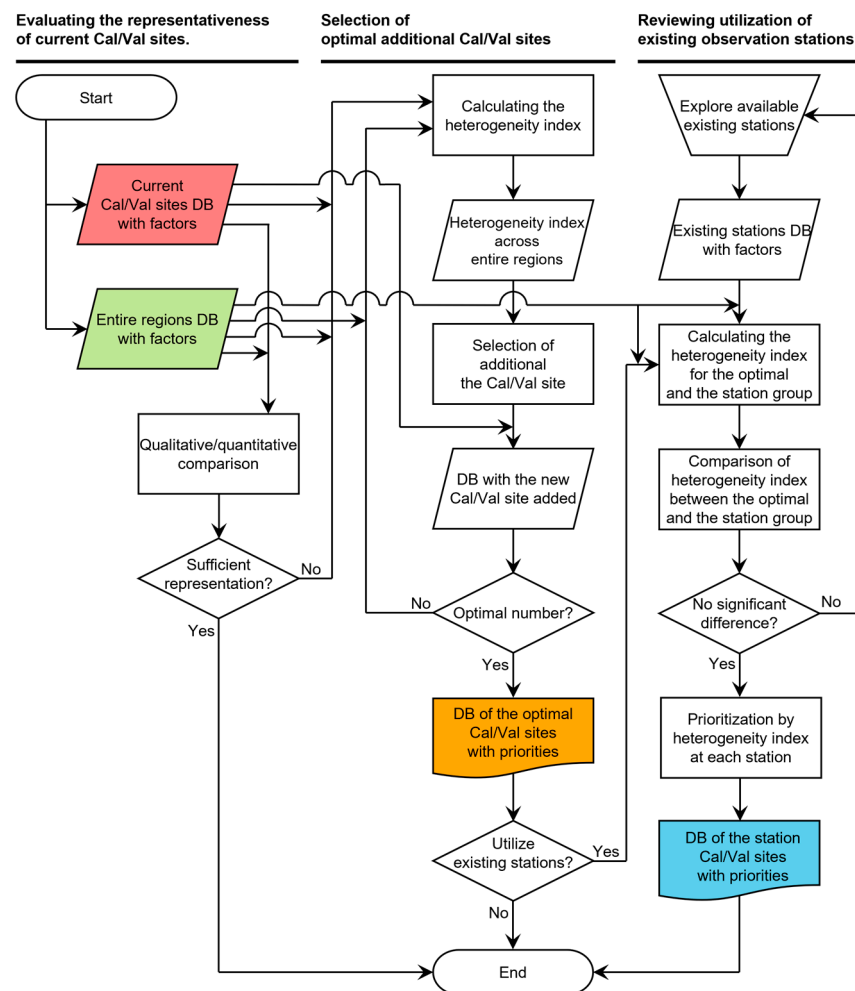 Evaluating the representativeness
of current Cal/Val sites.
Start
Current
Cal/Val sites DB
with factors
Entire regions DB
with factors
Qualitative/quantitative
comparison
Sufficient
representation?
No
Yes
Selection of
optimal additional Cal/Val sites
Calculating the
heterogeneity index
Heterogeneity index
across
entire regions
Selection of
additional
the Cal/Val site
DB with the new
Cal/Val site added
No
Optimal number?
Yes
DB of the optimal
Cal/Val sites
with priorities
Utilize
existing stations?
Yes
No
End
Reviewing utilization of
existing observation stations
Explore available
existing stations
Existing stations DB
with factors
Calculating the
heterogeneity index
for the optimal
and the station group
Comparison of
heterogeneity index
between the optimal
and the station group
No significant
difference?
No
Yes
Prioritization by
heterogeneity index
at each station
DB of the station
Cal/Val sites
with priorities